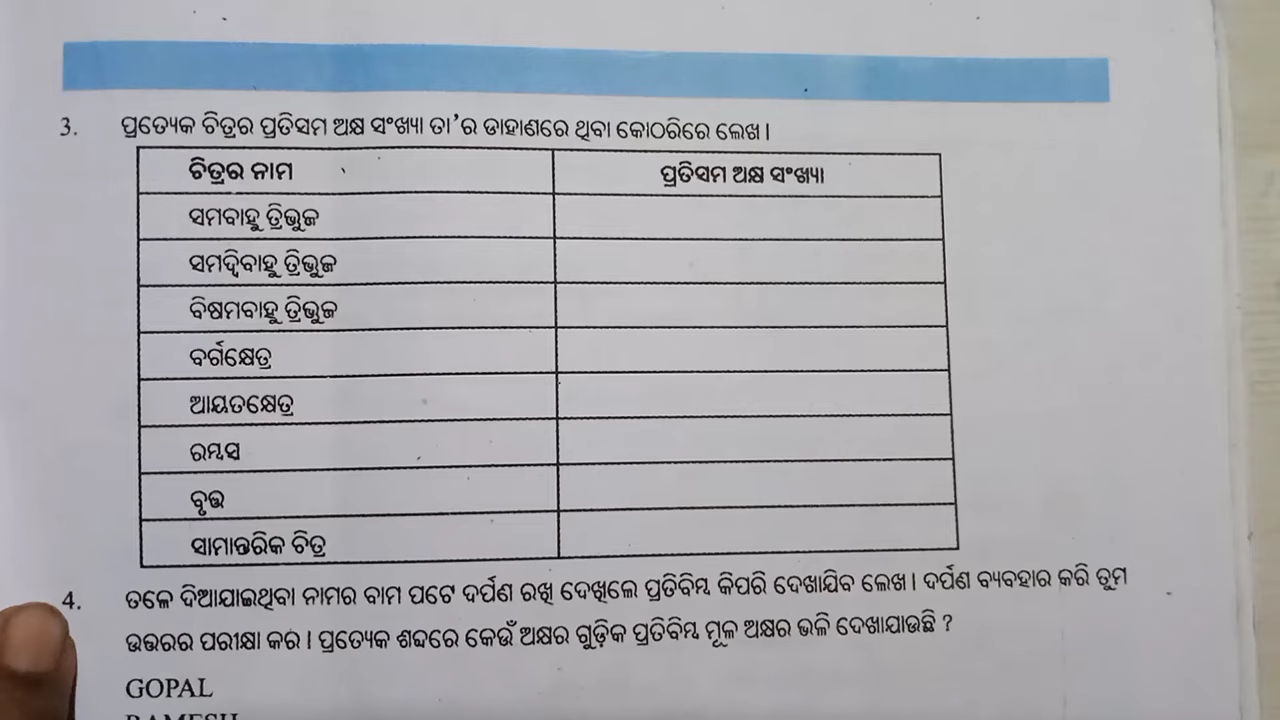 3. ପ୍ରତ୍ୟେକ ଚିତ୍ରର ପ୍ରତିସମ ଅକ୍ଷ ସଂଖ୍ୟା ତା'ର ଡାହାଣରେ ଥିବା କୋଠରିରେ ଲେଖ ।
ଚିତ୍ରର ନାମ ପ୍ରତିସମ ଅକ୍ଷ ସଂଖ୍ୟା
ସମବାହୁ ତ୍ରିଭୁଜ
ସମଦ୍ୱିବାହୁ ତ୍ରିଭୁଜ
ବିଷମବାହୁ ତ୍ରିଭୁଜ
ବର୍ଗକ୍ଷେତ୍ର
ଆୟତକ୍ଷେତ୍ର
ରମ୍ବସ
ବୃତ୍ତ
ସାମାନ୍ତରିକ ଚିତ୍ର
4. ତଳେ ଦିଆଯାଇଥିବା ନାମର ବାମ ପଟେ ଦର୍ପଣ ରଖି ଦେଖିଲେ ପ୍ରତିବିମ୍ବ କିପରି ଦେଖାଯିବ ଲେଖ । ଦର୍ପଣ ବ୍ୟବହାର କରି ତୁମ
ଉତ୍ତରର ପରୀକ୍ଷା କର । ପ୍ରତ୍ୟେକ ଶବ୍ଦରେ କେଉଁ ଅକ୍ଷର ଗୁଡ଼ିକ ପ୍ରତିବିମ୍ବ ମୂଳ ଅକ୍ଷର ଭଳି ଦେଖାଯାଉଛି ?
GOPAL
RAMESH